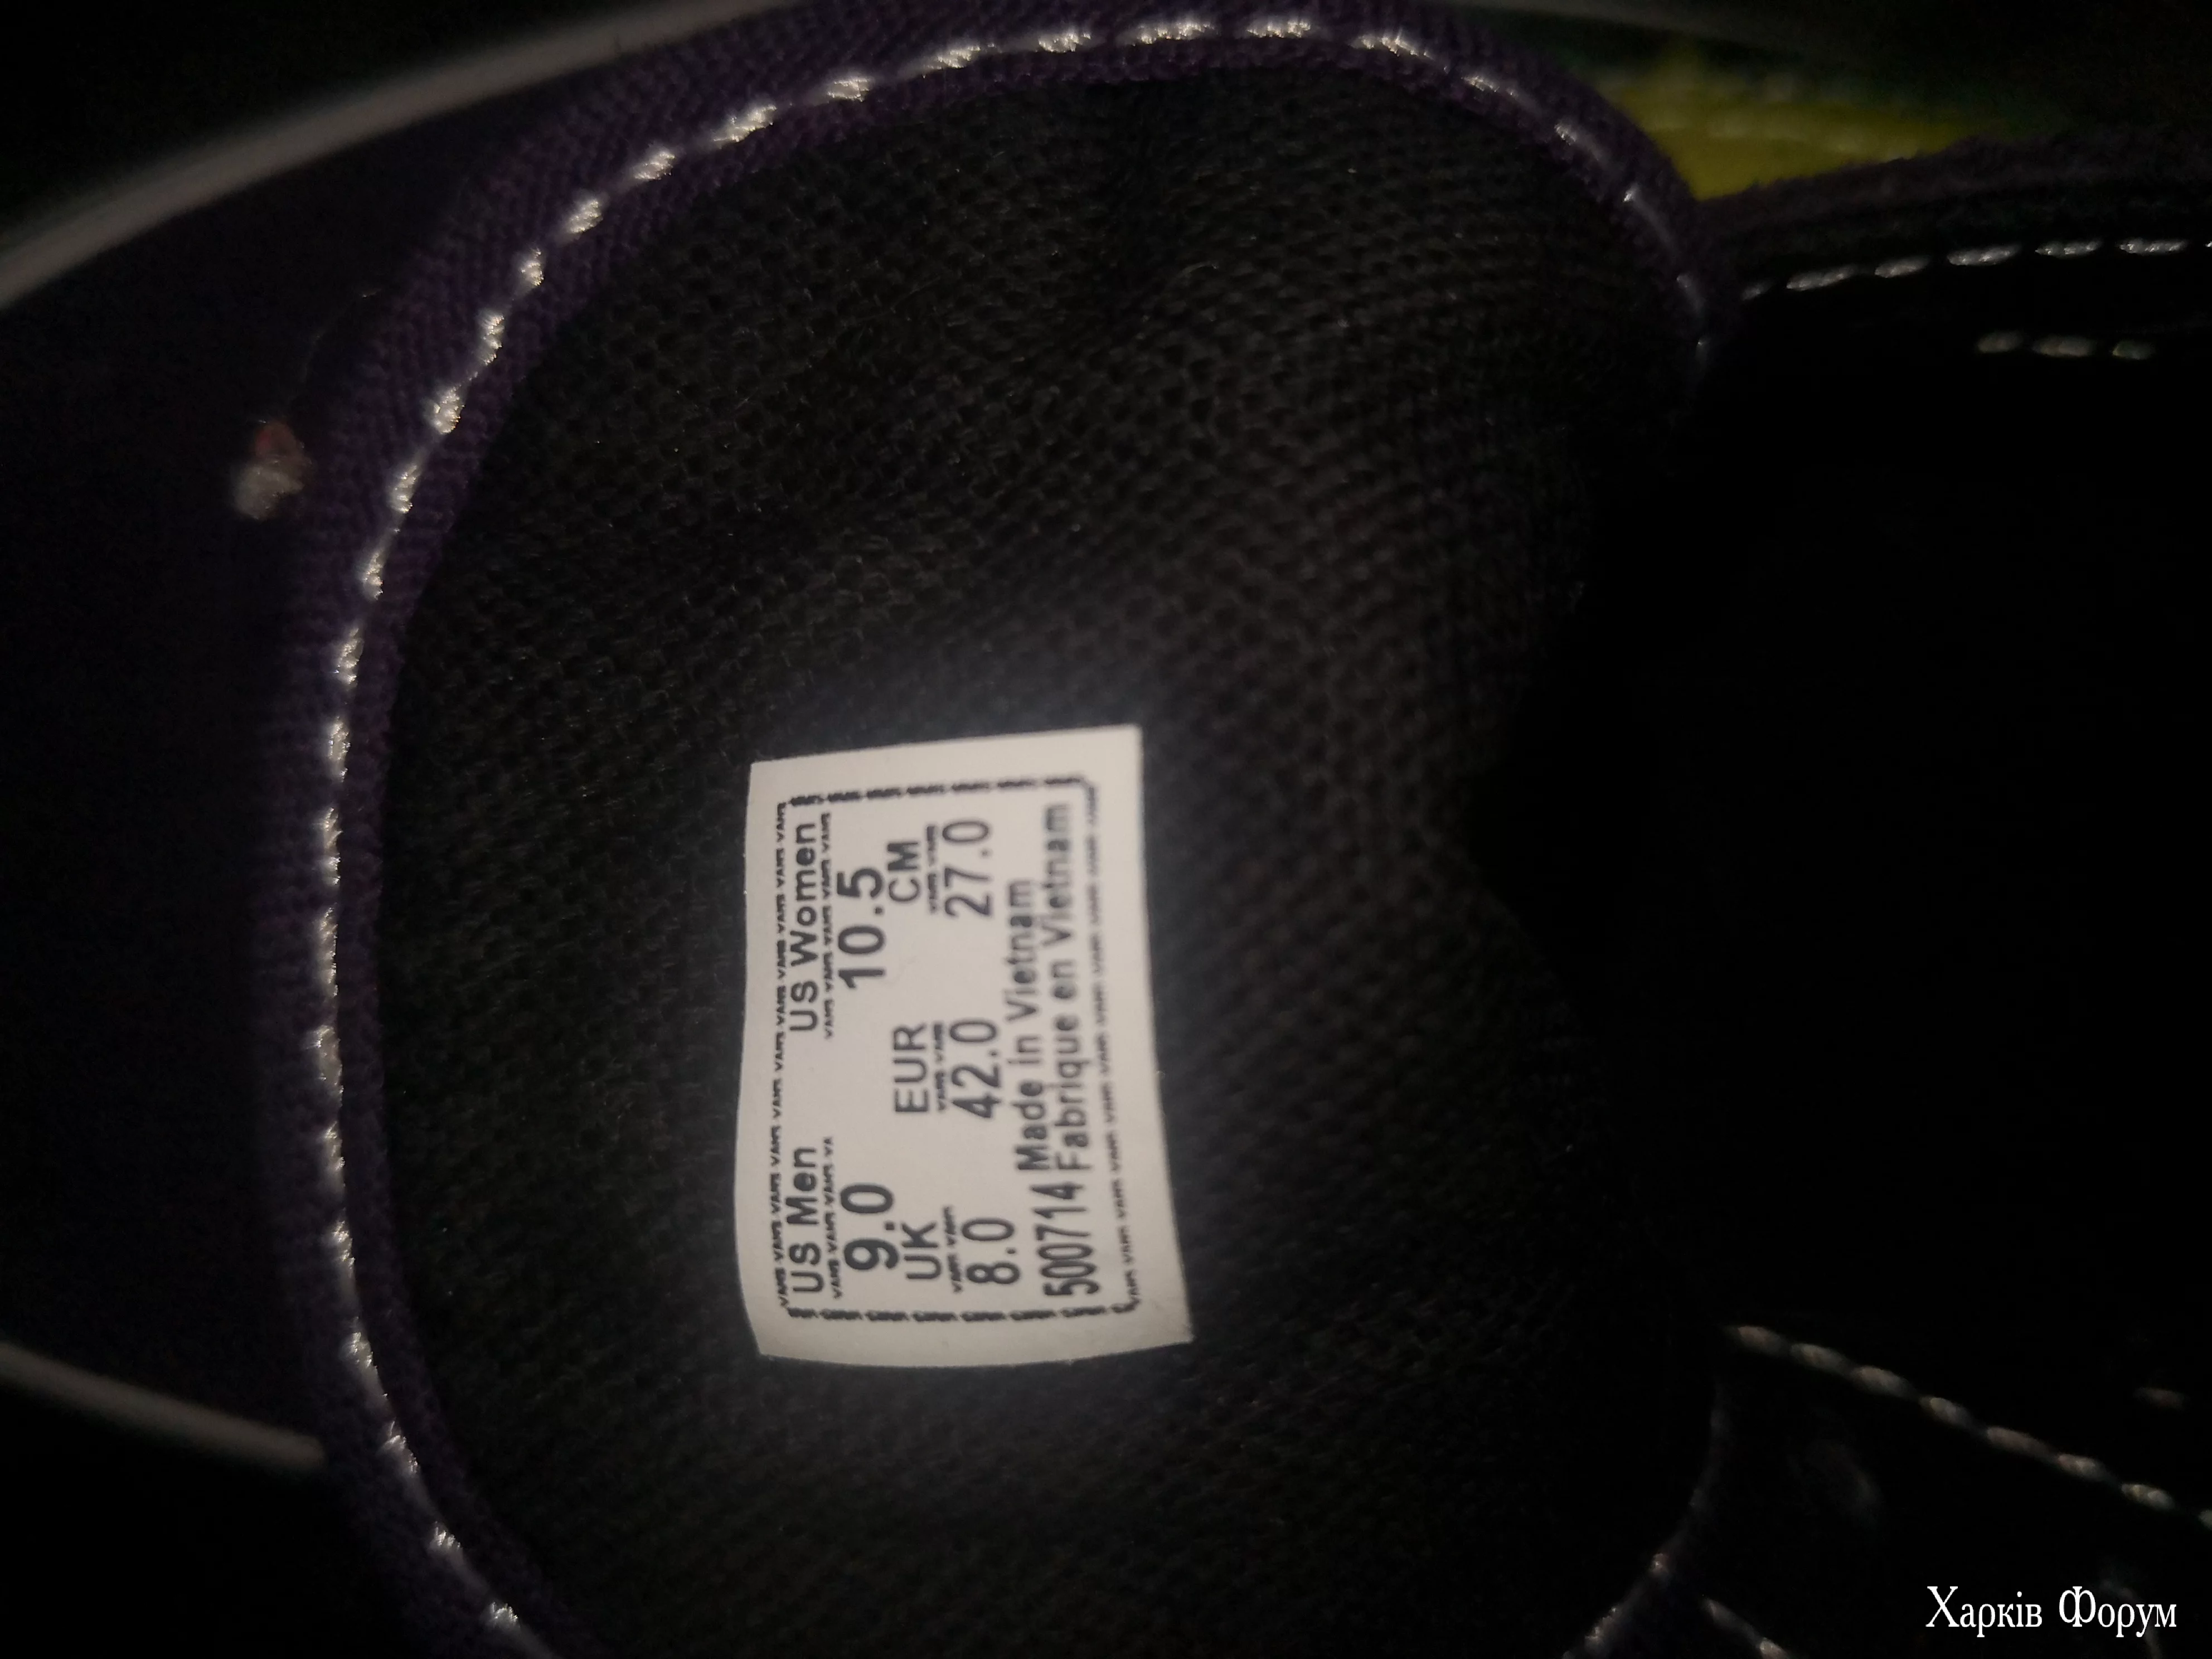 US Men US Women
9.0 10.5
UK EUR CM
8.0 42.0 27.0
500714 Made in Vietnam
Fabrique en Vietnam
Харків Форум